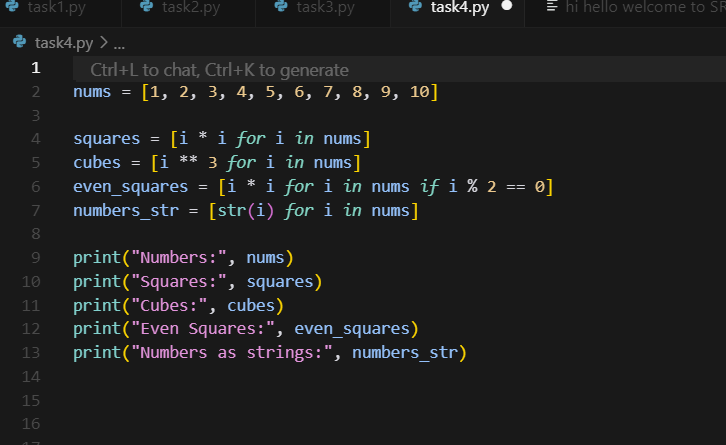 task1.py task2.py task3.py task4.py hi hello welcome to SR
task4.py > ...
1 Ctrl+L to chat, Ctrl+K to generate
2 nums = [1, 2, 3, 4, 5, 6, 7, 8, 9, 10]
3
4 squares = [i * i for i in nums]
5 cubes = [i ** 3 for i in nums]
6 even_squares = [i * i for i in nums if i % 2 == 0]
7 numbers_str = [str(i) for i in nums]
8
9 print("Numbers:", nums)
10 print("Squares:", squares)
11 print("Cubes:", cubes)
12 print("Even Squares:", even_squares)
13 print("Numbers as strings:", numbers_str)
14
15
16
17